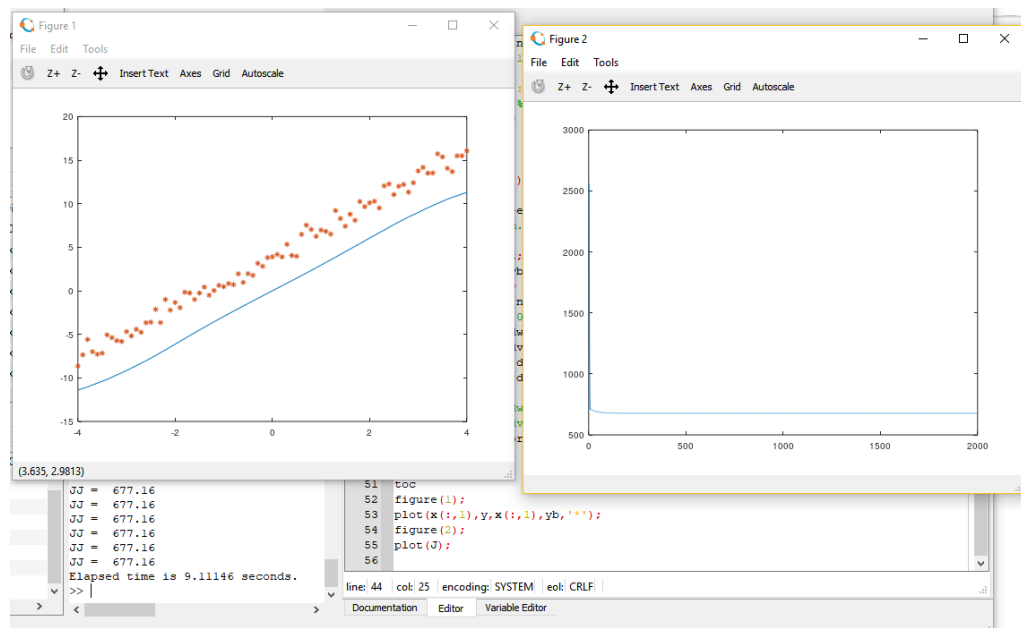 Figure 1
File Edit Tools
Z+ Z- Insert Text Axes Grid Autoscale
20
15
10
5
0
-5
-10
-15
-4 -2 0 2 4
(3.635, 2.9813)
Figure 2
File Edit Tools
Z+ Z- Insert Text Axes Grid Autoscale
3000
2500
2000
1500
1000
500
0 500 1000 1500 2000
JJ = 677.16
JJ = 677.16
JJ = 677.16
JJ = 677.16
JJ = 677.16
JJ = 677.16
Elapsed time is 9.11146 seconds.
>>
51 toc
52 figure(1);
53 plot(x(:,1),y,x(:,1),yb,'*');
54 figure(2);
55 plot(J);
56
line: 44 col: 25 encoding: SYSTEM eol: CRLF
Documentation Editor Variable Editor